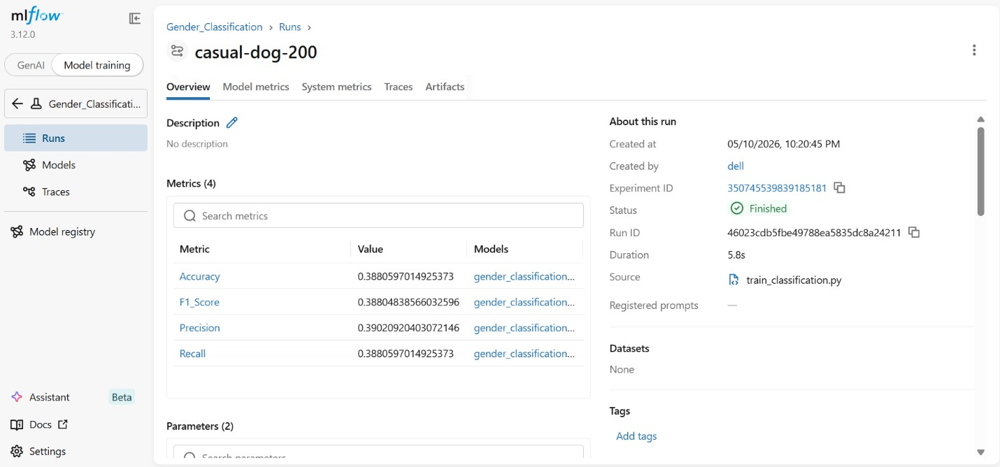 mlflow
3.12.0
GenAI Model training
Gender_Classificati...
Runs
Models
Traces
Model registry
Assistant Beta
Docs
Settings
Gender_Classification › Runs ›
casual-dog-200
Overview Model metrics System metrics Traces Artifacts
Description
No description
Metrics (4)
Search metrics
Metric Value Models
Accuracy 0.3880597014925373 gender_classification...
F1_Score 0.38804838566032596 gender_classification...
Precision 0.39020920403072146 gender_classification...
Recall 0.3880597014925373 gender_classification...
Parameters (2)
Search parameters
About this run
Created at 05/10/2026, 10:20:45 PM
Created by dell
Experiment ID 350745539839185181
Status Finished
Run ID 46023cdb5fbe49788ea5835dc8a24211
Duration 5.8s
Source train_classification.py
Registered prompts —
Datasets
None
Tags
Add tags